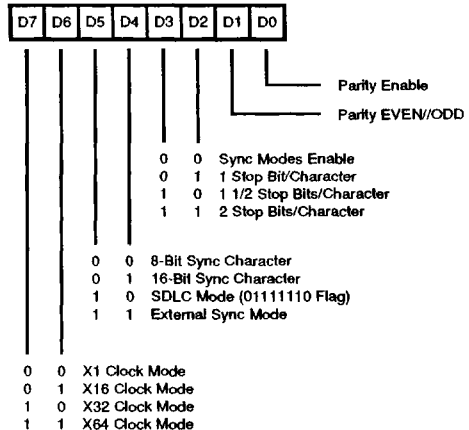 D7 D6 D5 D4 D3 D2 D1 D0
Parity Enable
Parity EVEN//ODD
0 0 Sync Modes Enable
0 1 1 Stop Bit/Character
1 0 1 1/2 Stop Bits/Character
1 1 2 Stop Bits/Character
0 0 8-Bit Sync Character
0 1 16-Bit Sync Character
1 0 SDLC Mode (01111110 Flag)
1 1 External Sync Mode
0 0 X1 Clock Mode
0 1 X16 Clock Mode
1 0 X32 Clock Mode
1 1 X64 Clock Mode